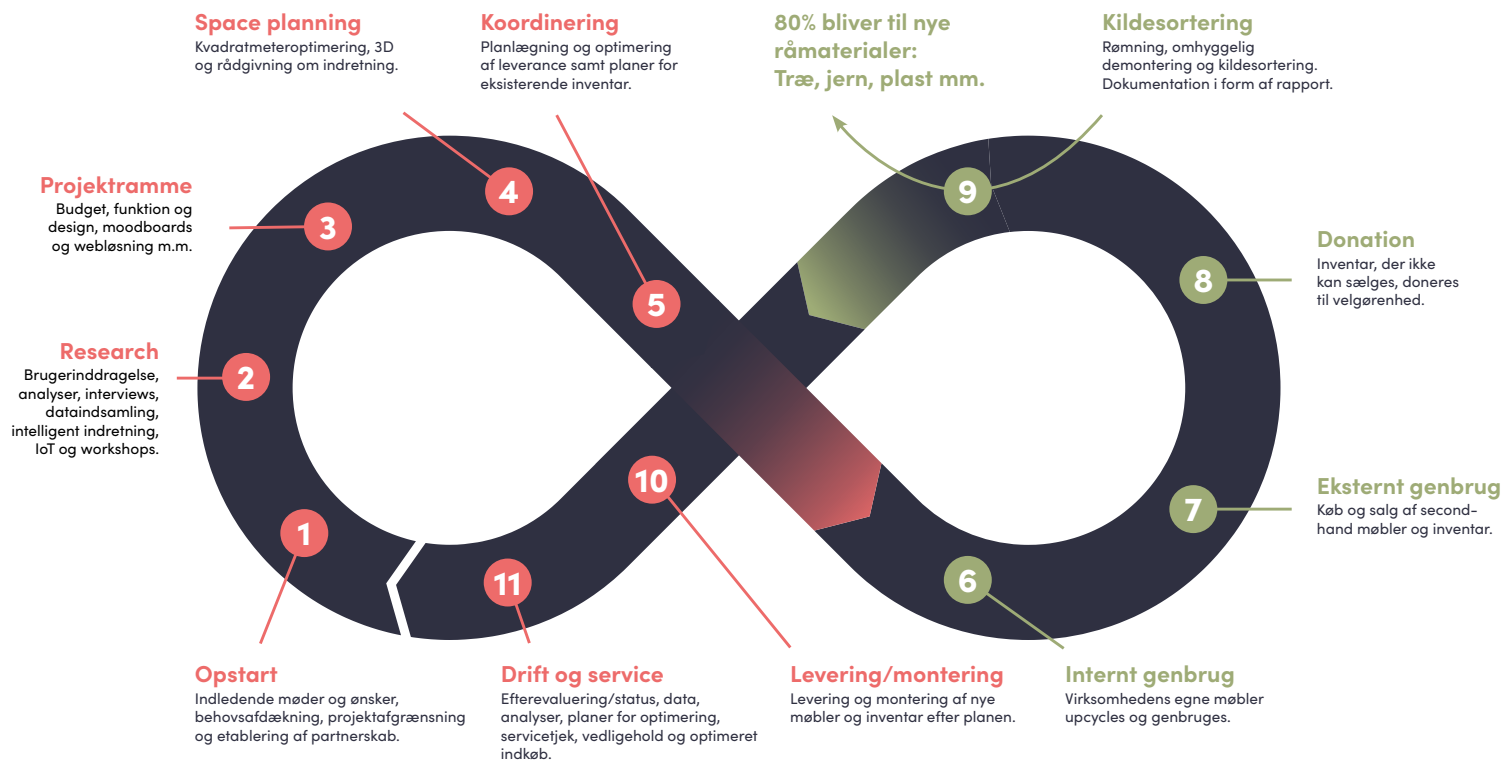 Space planning
Kvadratmeteroptimering, 3D
og rådgivning om indretning.
Koordinering
Planlægning og optimering
af leverance samt planer for
eksisterende inventar.
80% bliver til nye
råmaterialer:
Træ, jern, plast mm.
Kildesortering
Rømning, omhyggelig
demontering og kildesortering.
Dokumentation i form af rapport.
Projektramme
Budget, funktion og
design, moodboards
og webløsning m.m.
Research
Brugerinddragelse,
analyser, interviews,
dataindsamling,
intelligent indretning,
IoT og workshops.
4
9
3
5
8
2
10
7
1
11
6
Donation
Inventar, der ikke
kan sælges, doneres
til velgørenhed.
Eksternt genbrug
Køb og salg af second-
hand møbler og inventar.
Opstart
Indledende møder og ønsker,
behovsafdækning, projektafgrænsning
og etablering af partnerskab.
Drift og service
Efterevaluering/status, data,
analyser, planer for optimering,
servicetjek, vedligehold og optimeret
indkøb.
Levering/montering
Levering og montering af nye
møbler og inventar efter planen.
Internt genbrug
Virksomhedens egne møbler
upcycles og genbruges.